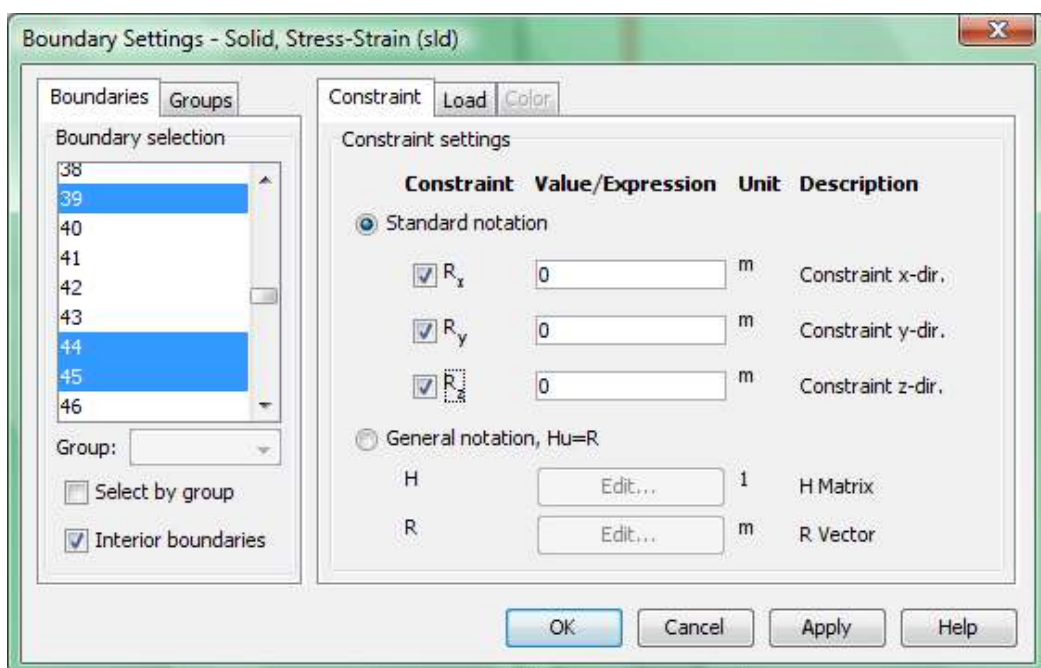 Boundary Settings - Solid, Stress-Strain (sld)
X
Boundaries Groups
Boundary selection
38
39
40
41
42
43
44
45
46
Group:
Select by group
Interior boundaries
Constraint Load Color
Constraint settings
Constraint Value/Expression Unit Description
Standard notation
Rx 0 m Constraint x-dir.
Ry 0 m Constraint y-dir.
Rz 0 m Constraint z-dir.
General notation, Hu=R
H Edit... 1 H Matrix
R Edit... m R Vector
OK Cancel Apply Help